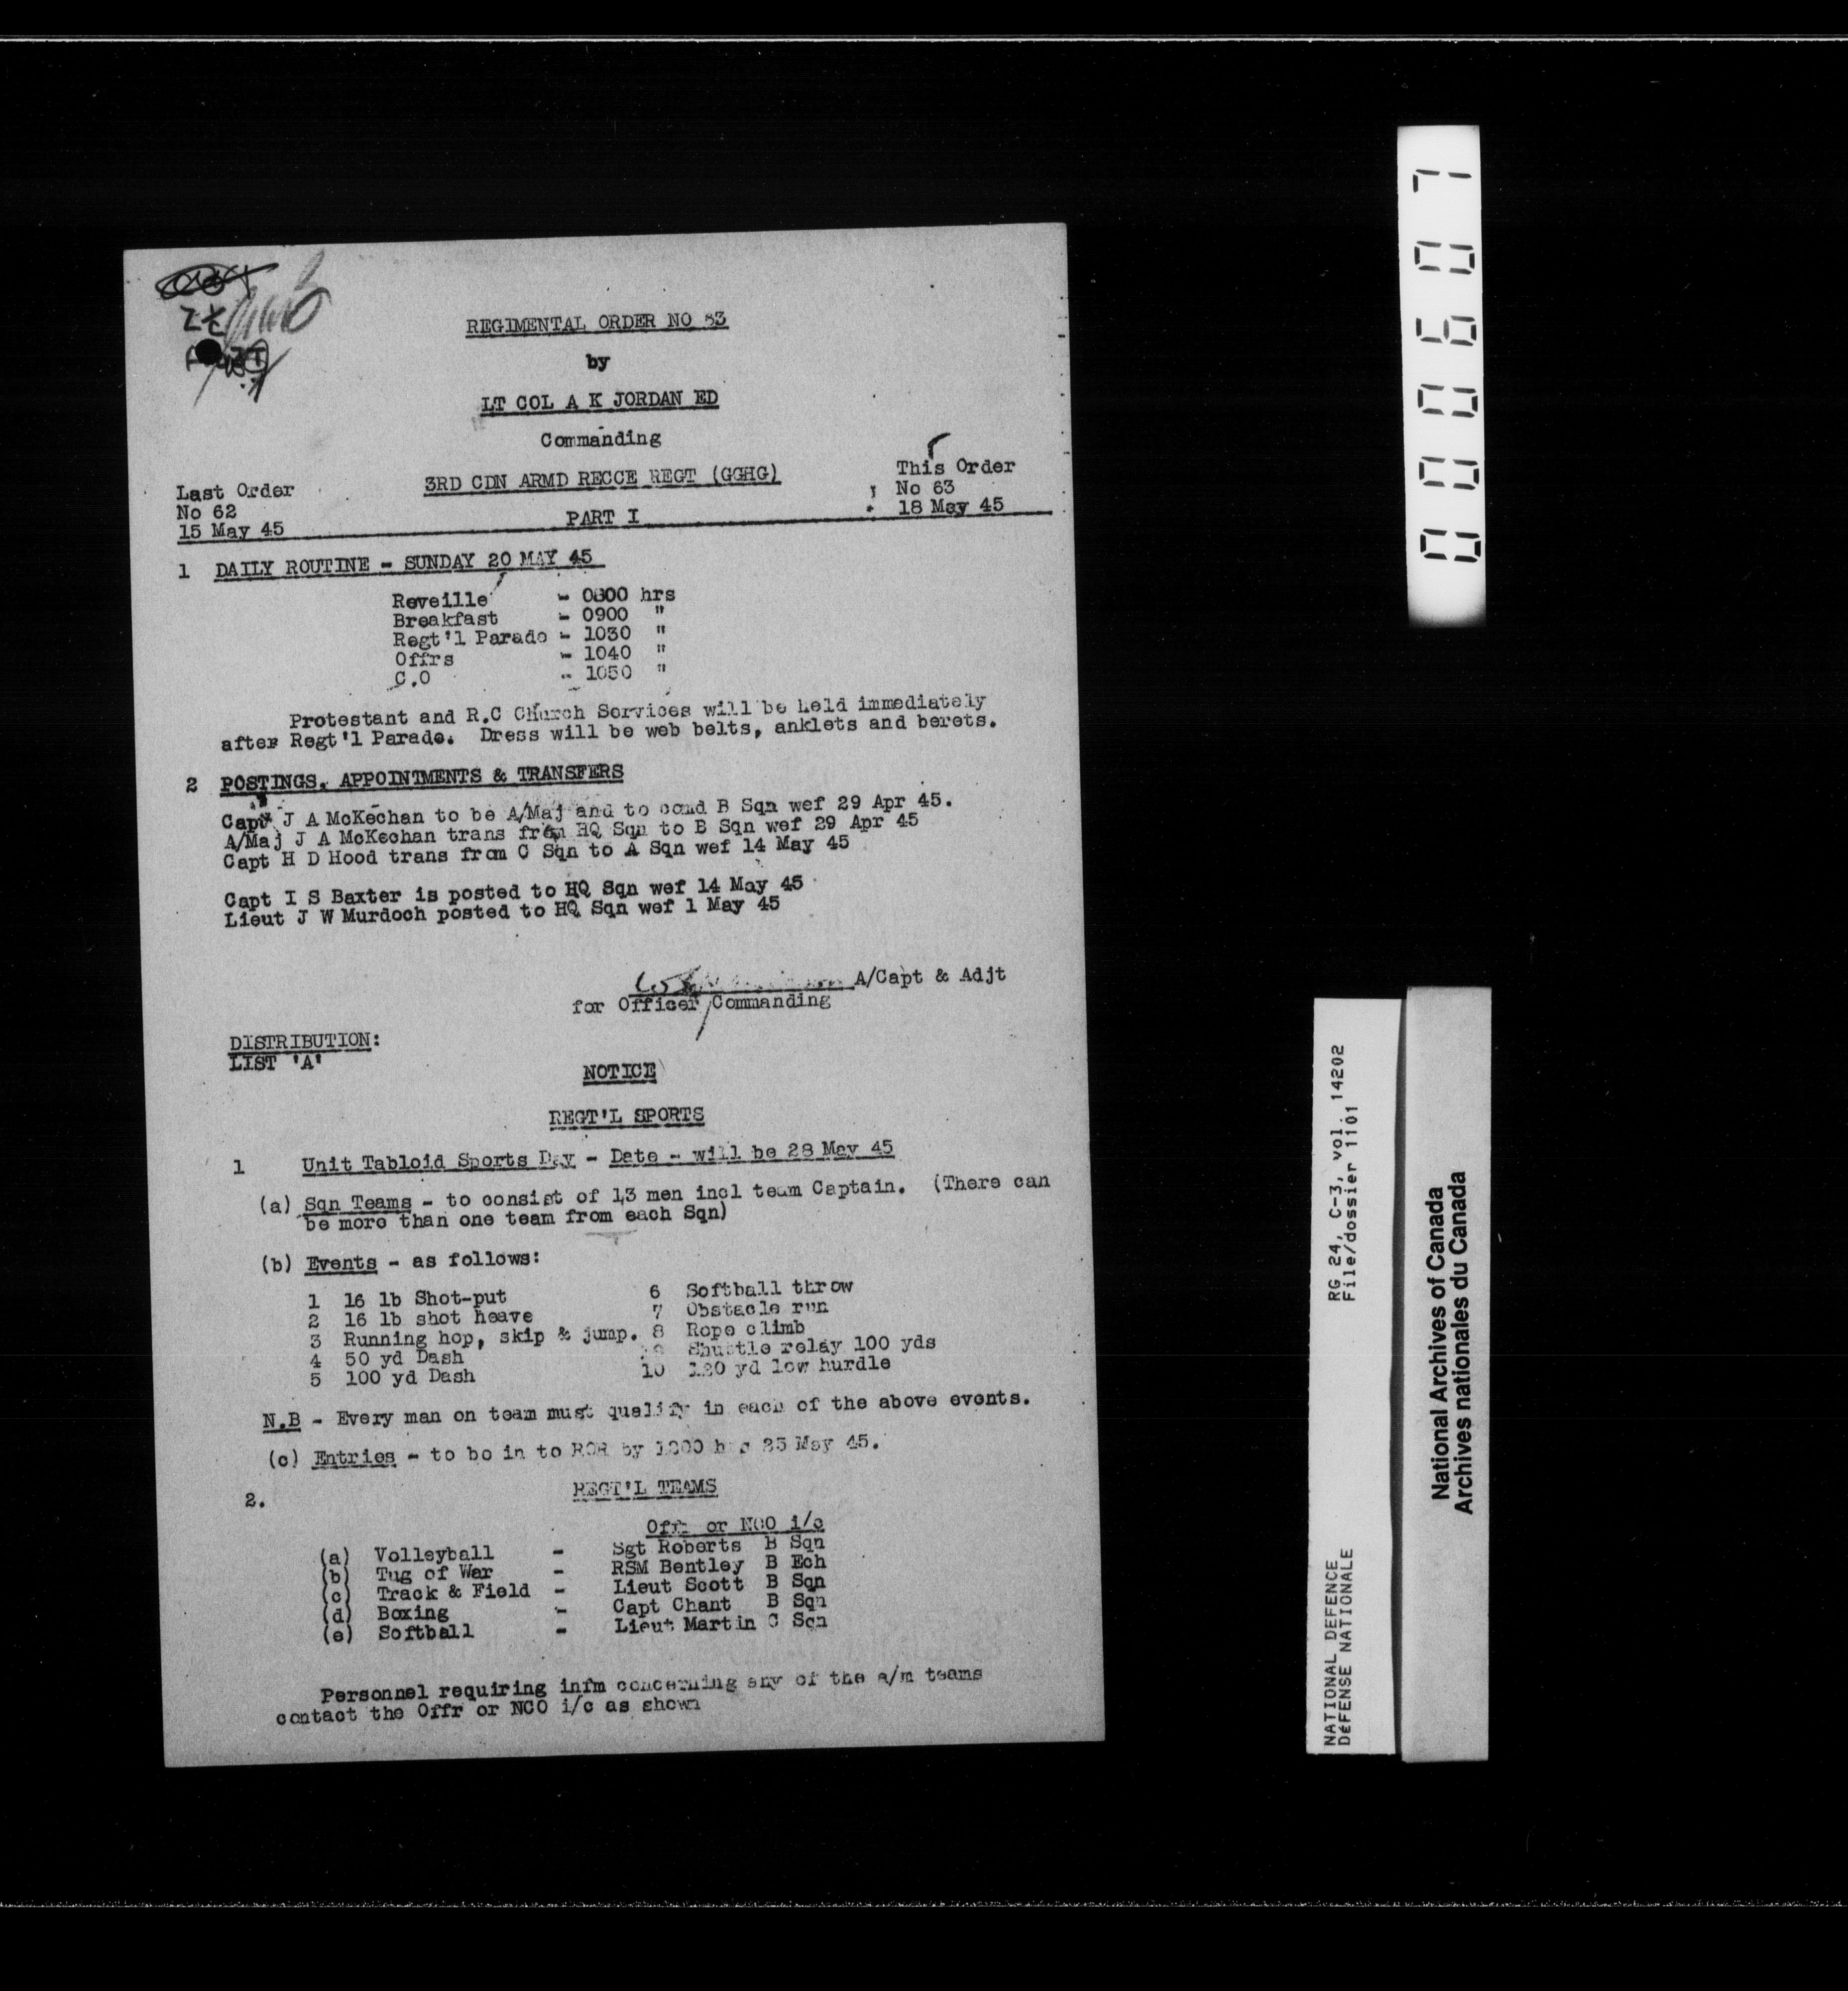 REGIMENTAL ORDER NO 63
by
LT COL A K JORDAN ED
Commanding
3RD CDN ARMD RECCE REGT (GGHG)
Last Order
No 62
15 May 45
This Order
No 63
18 May 45
PART I
1 DAILY ROUTINE - SUNDAY 20 MAY 45
Reveille - 0800 hrs
Breakfast - 0900 "
Regt'l Parade - 1030 "
Offrs - 1040 "
C.O - 1050 "
Protestant and R.C Church Services will be held immediately
after Regt'l Parade. Dress will be web belts, anklets and berets.
2 POSTINGS, APPOINTMENTS & TRANSFERS
Capt J A McKechan to be A/Maj and to comd B Sqn wef 29 Apr 45.
A/Maj J A McKechan trans from HQ Sqn to B Sqn wef 29 Apr 45
Capt H D Hood trans from C Sqn to A Sqn wef 14 May 45
Capt I S Baxter is posted to HQ Sqn wef 14 May 45
Lieut J W Murdoch posted to HQ Sqn wef 1 May 45
A/Capt & Adjt
for Officer Commanding
DISTRIBUTION:
LIST 'A'
NOTICE
REGT'L SPORTS
1 Unit Tabloid Sports Day - Date - will be 28 May 45
(a) Sqn Teams - to consist of 13 men incl team Captain. (There can
be more than one team from each Sqn)
(b) Events - as follows:
1 16 lb Shot-put
2 16 lb shot heave
3 Running hop, skip & jump.
4 50 yd Dash
5 100 yd Dash
6 Softball throw
7 Obstacle run
8 Rope climb
9 Shuttle relay 100 yds
10 120 yd low hurdle
N.B - Every man on team must qualify in each of the above events.
(c) Entries - to be in to ROR by 1200 hrs 25 May 45.
2. REGT'L TEAMS
Offr or NCO i/c
(a) Volleyball - Sgt Roberts B Sqn
(b) Tug of War - RSM Bentley B Ech
(c) Track & Field - Lieut Scott B Sqn
(d) Boxing - Capt Chant B Sqn
(e) Softball - Lieut Martin C Sqn
Personnel requiring infm concerning any of the a/m teams
contact the Offr or NCO i/c as shown
000607
RG 24, C-3, vol. 14202
File/dossier 1101
NATIONAL DEFENCE
DéFENSE NATIONALE
National Archives of Canada
Archives nationales du Canada